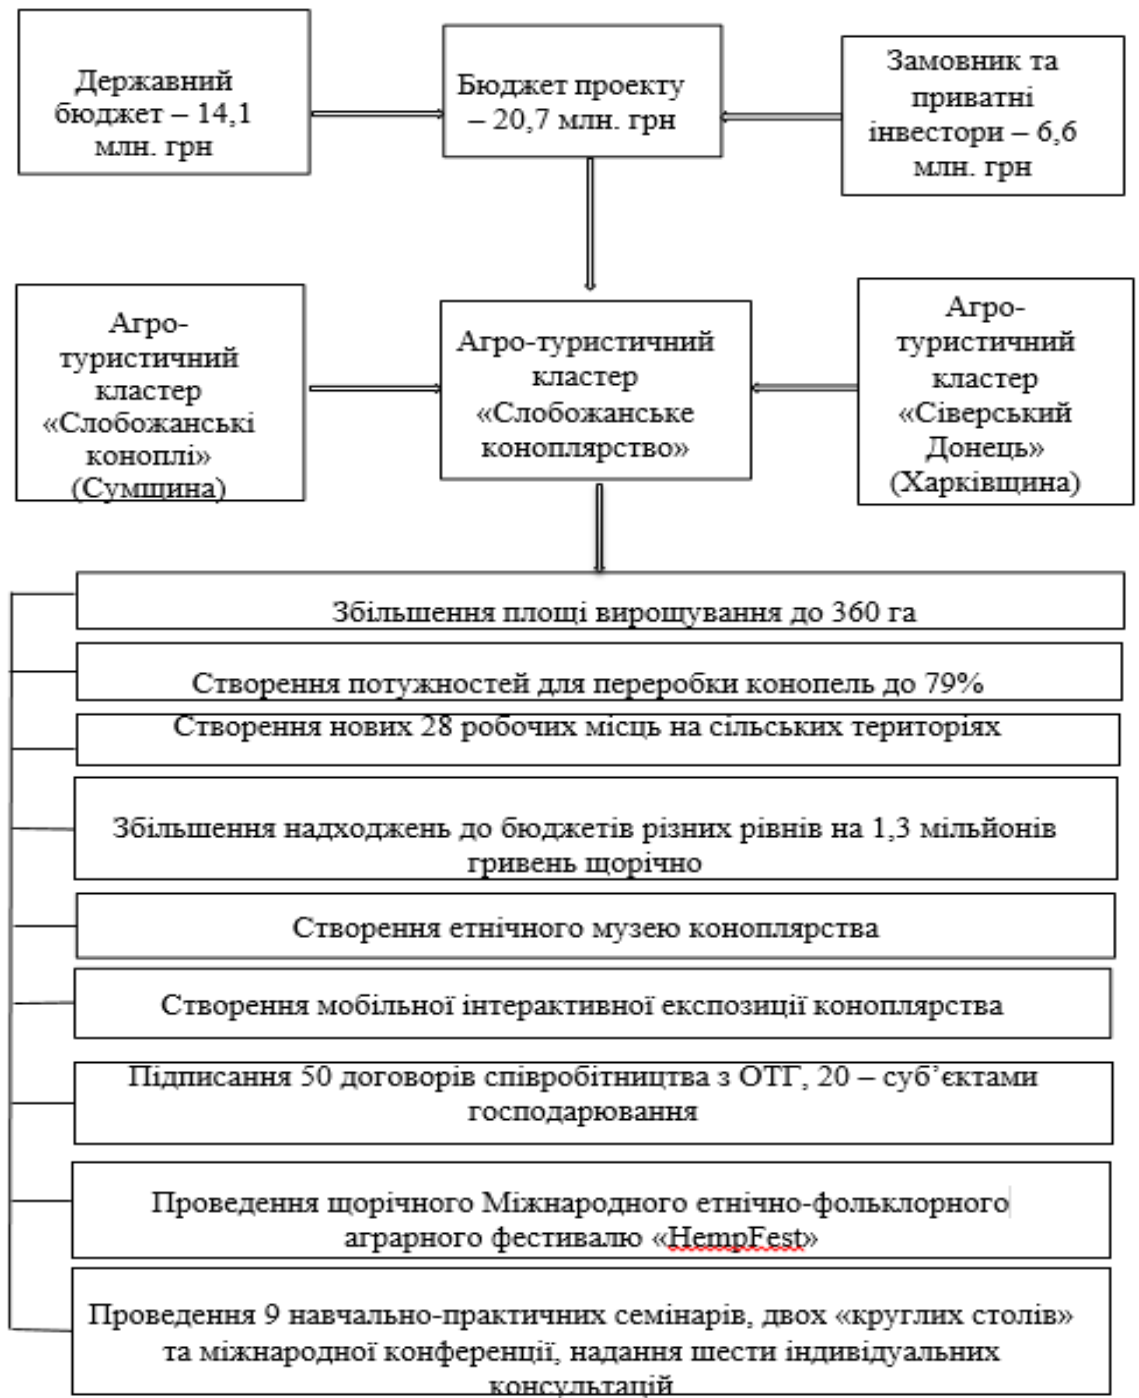 Державний
бюджет – 14,1
млн. грн
Бюджет проекту
– 20,7 млн. грн
Замовник та
приватні
інвестори – 6,6
млн. грн
Агро-
туристичний
кластер
«Слобожанські
коноплі»
(Сумщина)
Агро-туристичний
кластер
«Слобожанське
коноплярство»
Агро-
туристичний
кластер
«Сіверський
Донець»
(Харківщина)
Збільшення площі вирощування до 360 га
Створення потужностей для переробки конопель до 79%
Створення нових 28 робочих місць на сільських територіях
Збільшення надходжень до бюджетів різних рівнів на 1,3 мільйонів
гривень щорічно
Створення етнічного музею коноплярства
Створення мобільної інтерактивної експозиції коноплярства
Підписання 50 договорів співробітництва з ОТГ, 20 – суб’єктами
господарювання
Проведення щорічного Міжнародного етнічно-фольклорного
аграрного фестивалю «HempFest»
Проведення 9 навчально-практичних семінарів, двох «круглих столів»
та міжнародної конференції, надання шести індивідуальних
консультацій